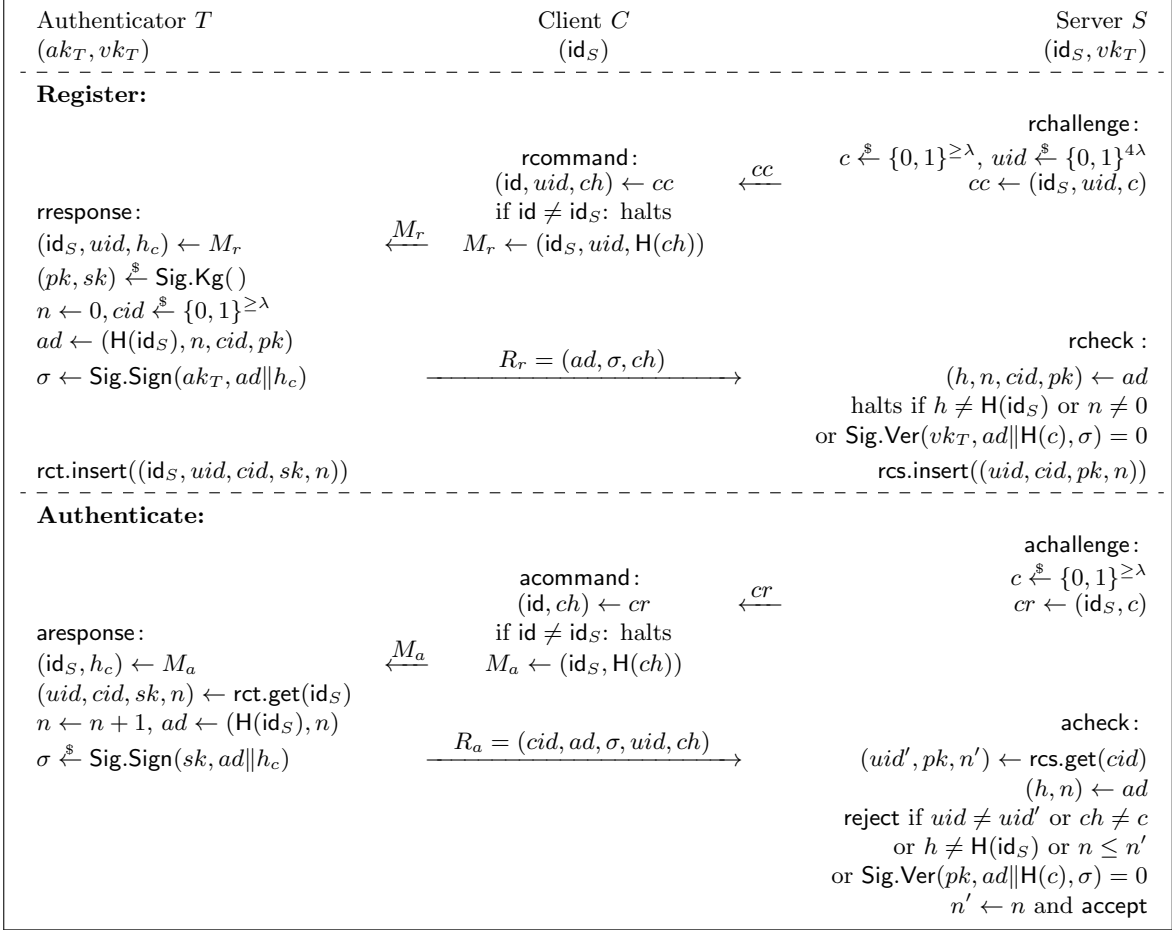 Authenticator T Client C Server S
(ak_T, vk_T) (id_S) (id_S, vk_T)
Register:
rchallenge:
c ←$ {0, 1}^{≥λ}, uid ←$ {0, 1}^{4λ}
rcommand:
(id, uid, ch) ← cc
cc
←
cc ← (id_S, uid, c)
rresponse:
if id ≠ id_S: halts
(id_S, uid, h_c) ← M_r
M_r
←
M_r ← (id_S, uid, H(ch))
(pk, sk) ←$ Sig.Kg( )
n ← 0, cid ←$ {0, 1}^{≥λ}
ad ← (H(id_S), n, cid, pk)
rcheck :
σ ← Sig.Sign(ak_T, ad‖h_c)
R_r = (ad, σ, ch)
→
(h, n, cid, pk) ← ad
halts if h ≠ H(id_S) or n ≠ 0
or Sig.Ver(vk_T, ad‖H(c), σ) = 0
rct.insert((id_S, uid, cid, sk, n)) rcs.insert((uid, cid, pk, n))
Authenticate:
achallenge:
c ←$ {0, 1}^{≥λ}
acommand:
(id, ch) ← cr
cr
←
cr ← (id_S, c)
aresponse:
if id ≠ id_S: halts
(id_S, h_c) ← M_a
M_a
←
M_a ← (id_S, H(ch))
(uid, cid, sk, n) ← rct.get(id_S)
n ← n + 1, ad ← (H(id_S), n)
acheck:
σ ←$ Sig.Sign(sk, ad‖h_c)
R_a = (cid, ad, σ, uid, ch)
→
(uid′, pk, n′) ← rcs.get(cid)
(h, n) ← ad
reject if uid ≠ uid′ or ch ≠ c
or h ≠ H(id_S) or n ≤ n′
or Sig.Ver(pk, ad‖H(c), σ) = 0
n′ ← n and accept